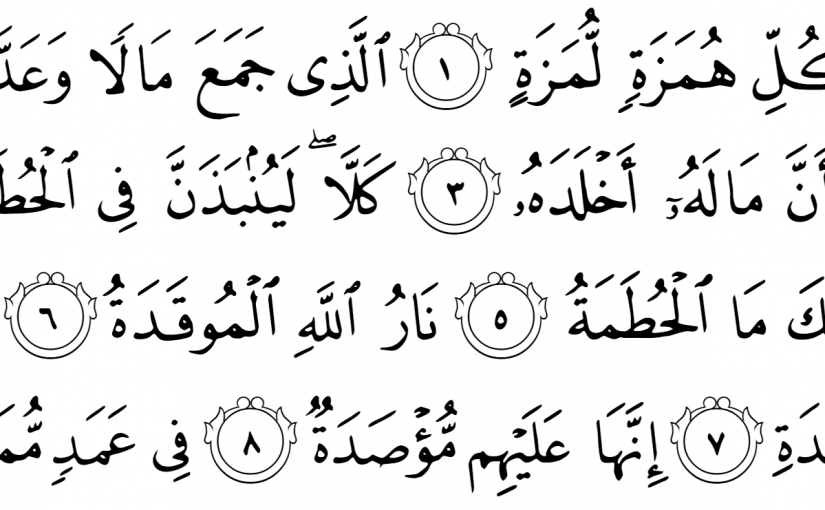 كُلِّ هُمَزَةٍ لُّمَزَةٍ ١ ٱلَّذِى جَمَعَ مَالًا وَعَدَّ
أَنَّ مَالَهُۥٓ أَخْلَدَهُۥ ٣ كَلَّا ۖ لَيُنۢبَذَنَّ فِى ٱلْحُطَمَ
كَ مَا ٱلْحُطَمَةُ ٥ نَارُ ٱللَّهِ ٱلْمُوقَدَةُ ٦
دَةِ ٧ إِنَّهَا عَلَيْهِم مُّؤْصَدَةٌ ٨ فِى عَمَدٍ مُّمَ